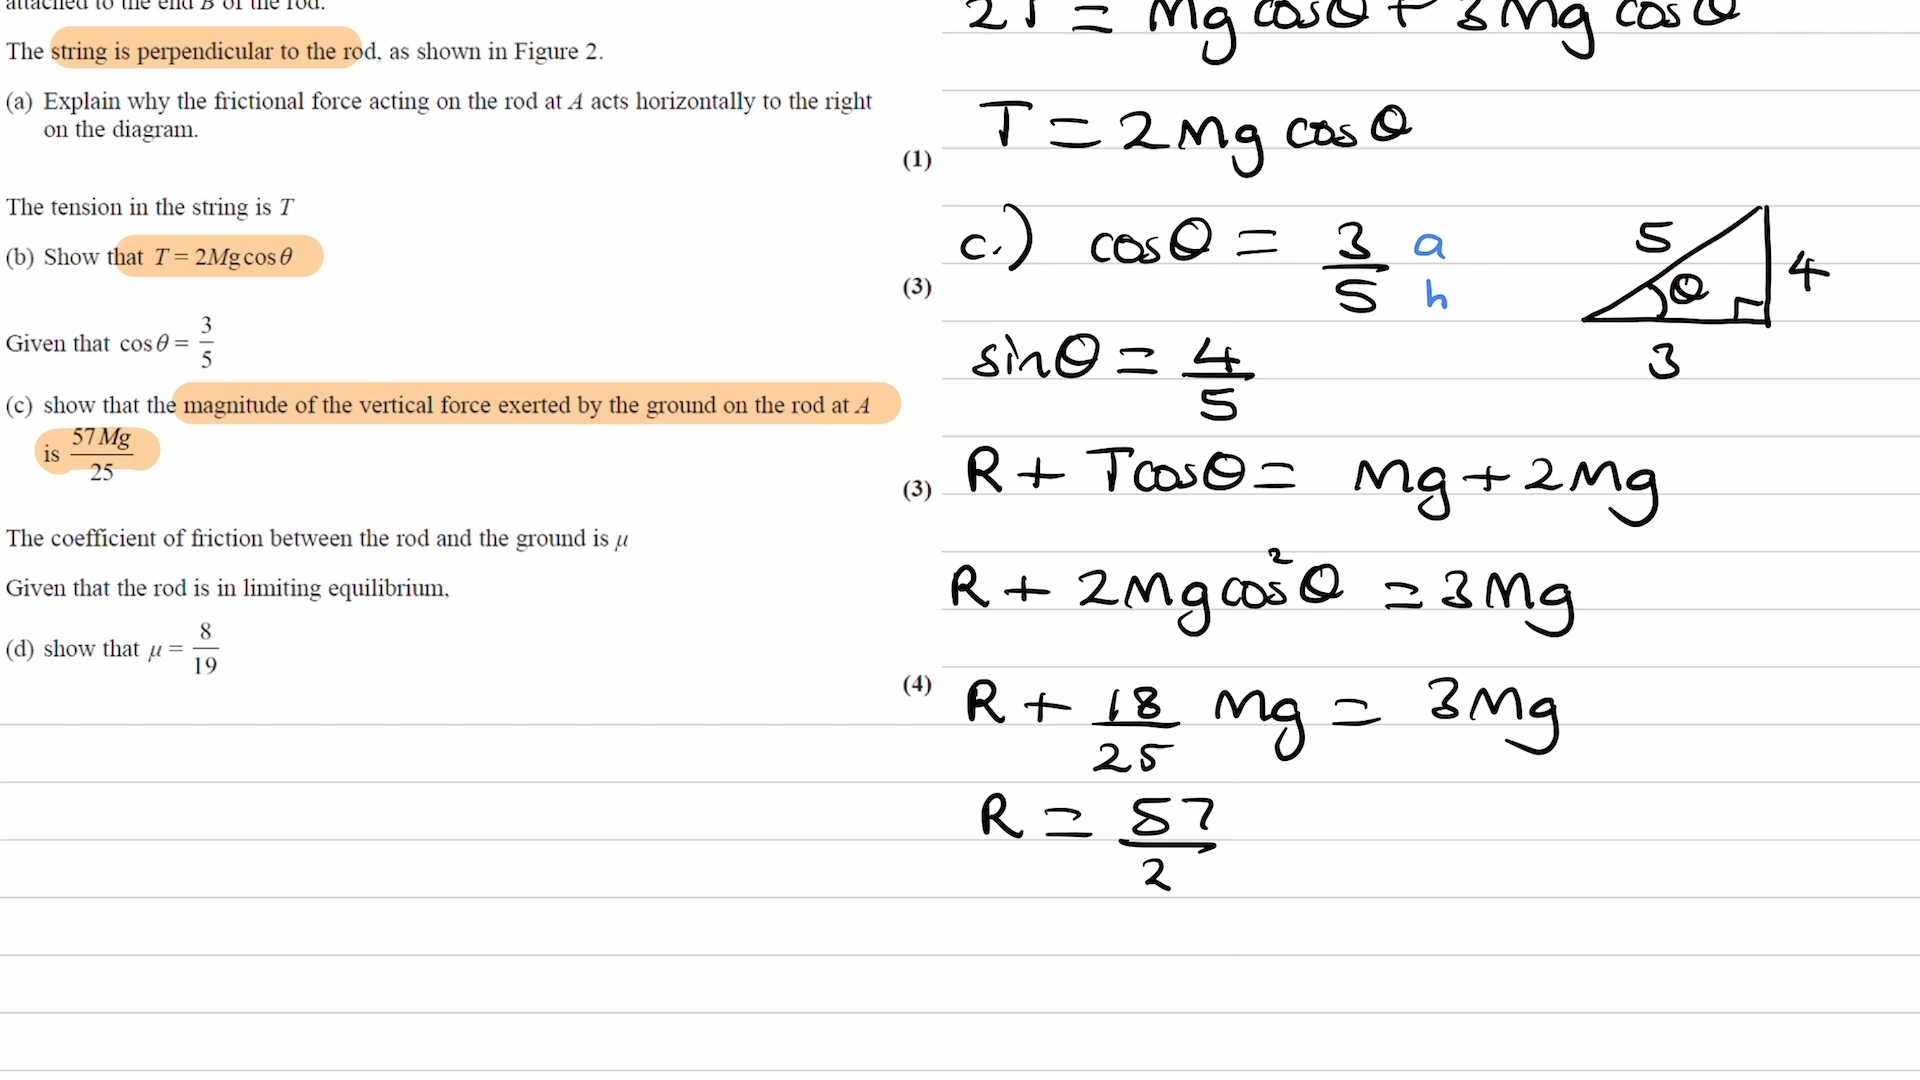 attached to the end B of the rod.
The string is perpendicular to the rod, as shown in Figure 2.
(a) Explain why the frictional force acting on the rod at A acts horizontally to the right
on the diagram.
(1)
The tension in the string is T
(b) Show that T = 2Mg cos θ
(3)
Given that cos θ = 3/5
(c) show that the magnitude of the vertical force exerted by the ground on the rod at A
is 57Mg/25
(3)
The coefficient of friction between the rod and the ground is μ
Given that the rod is in limiting equilibrium,
(d) show that μ = 8/19
(4)
2T = Mg cosθ + 3Mg cosθ
T = 2Mg cosθ
c.) cosθ = 3/5 a h
5 4 θ 3
sinθ = 4/5
R + Tcosθ = Mg + 2Mg
R + 2Mg cos²θ = 3Mg
R + 18/25 Mg = 3Mg
R = 57/2